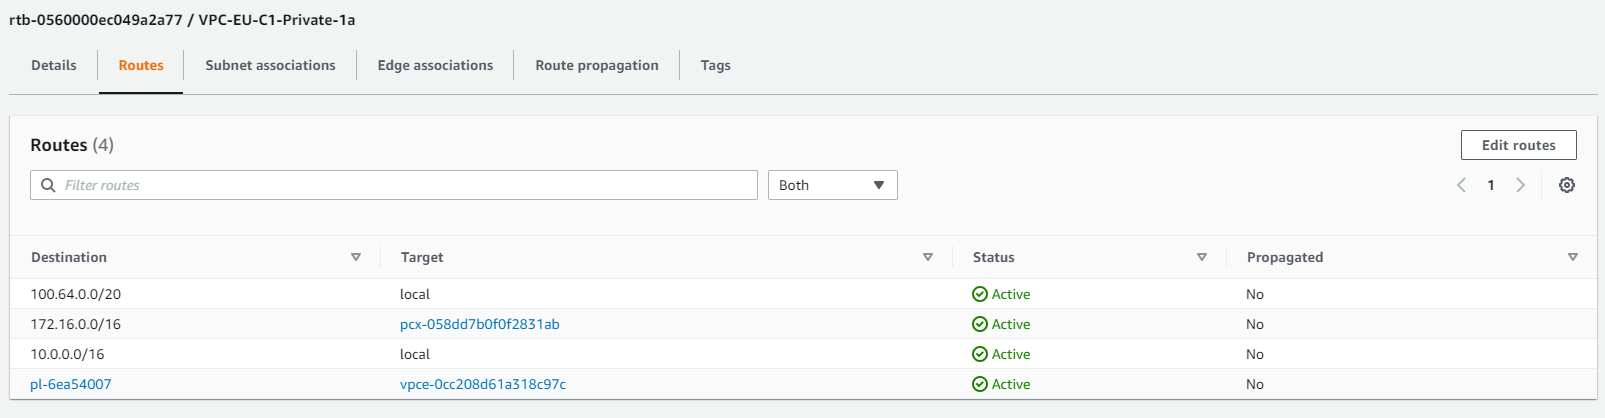 rtb-0560000ec049a2a77 / VPC-EU-C1-Private-1a
Details Routes Subnet associations Edge associations Route propagation Tags
Routes (4) Edit routes
Filter routes Both 1
Destination Target Status Propagated
100.64.0.0/20 local Active No
172.16.0.0/16 pcx-058dd7b0f0f2831ab Active No
10.0.0.0/16 local Active No
pl-6ea54007 vpce-0cc208d61a318c97c Active No